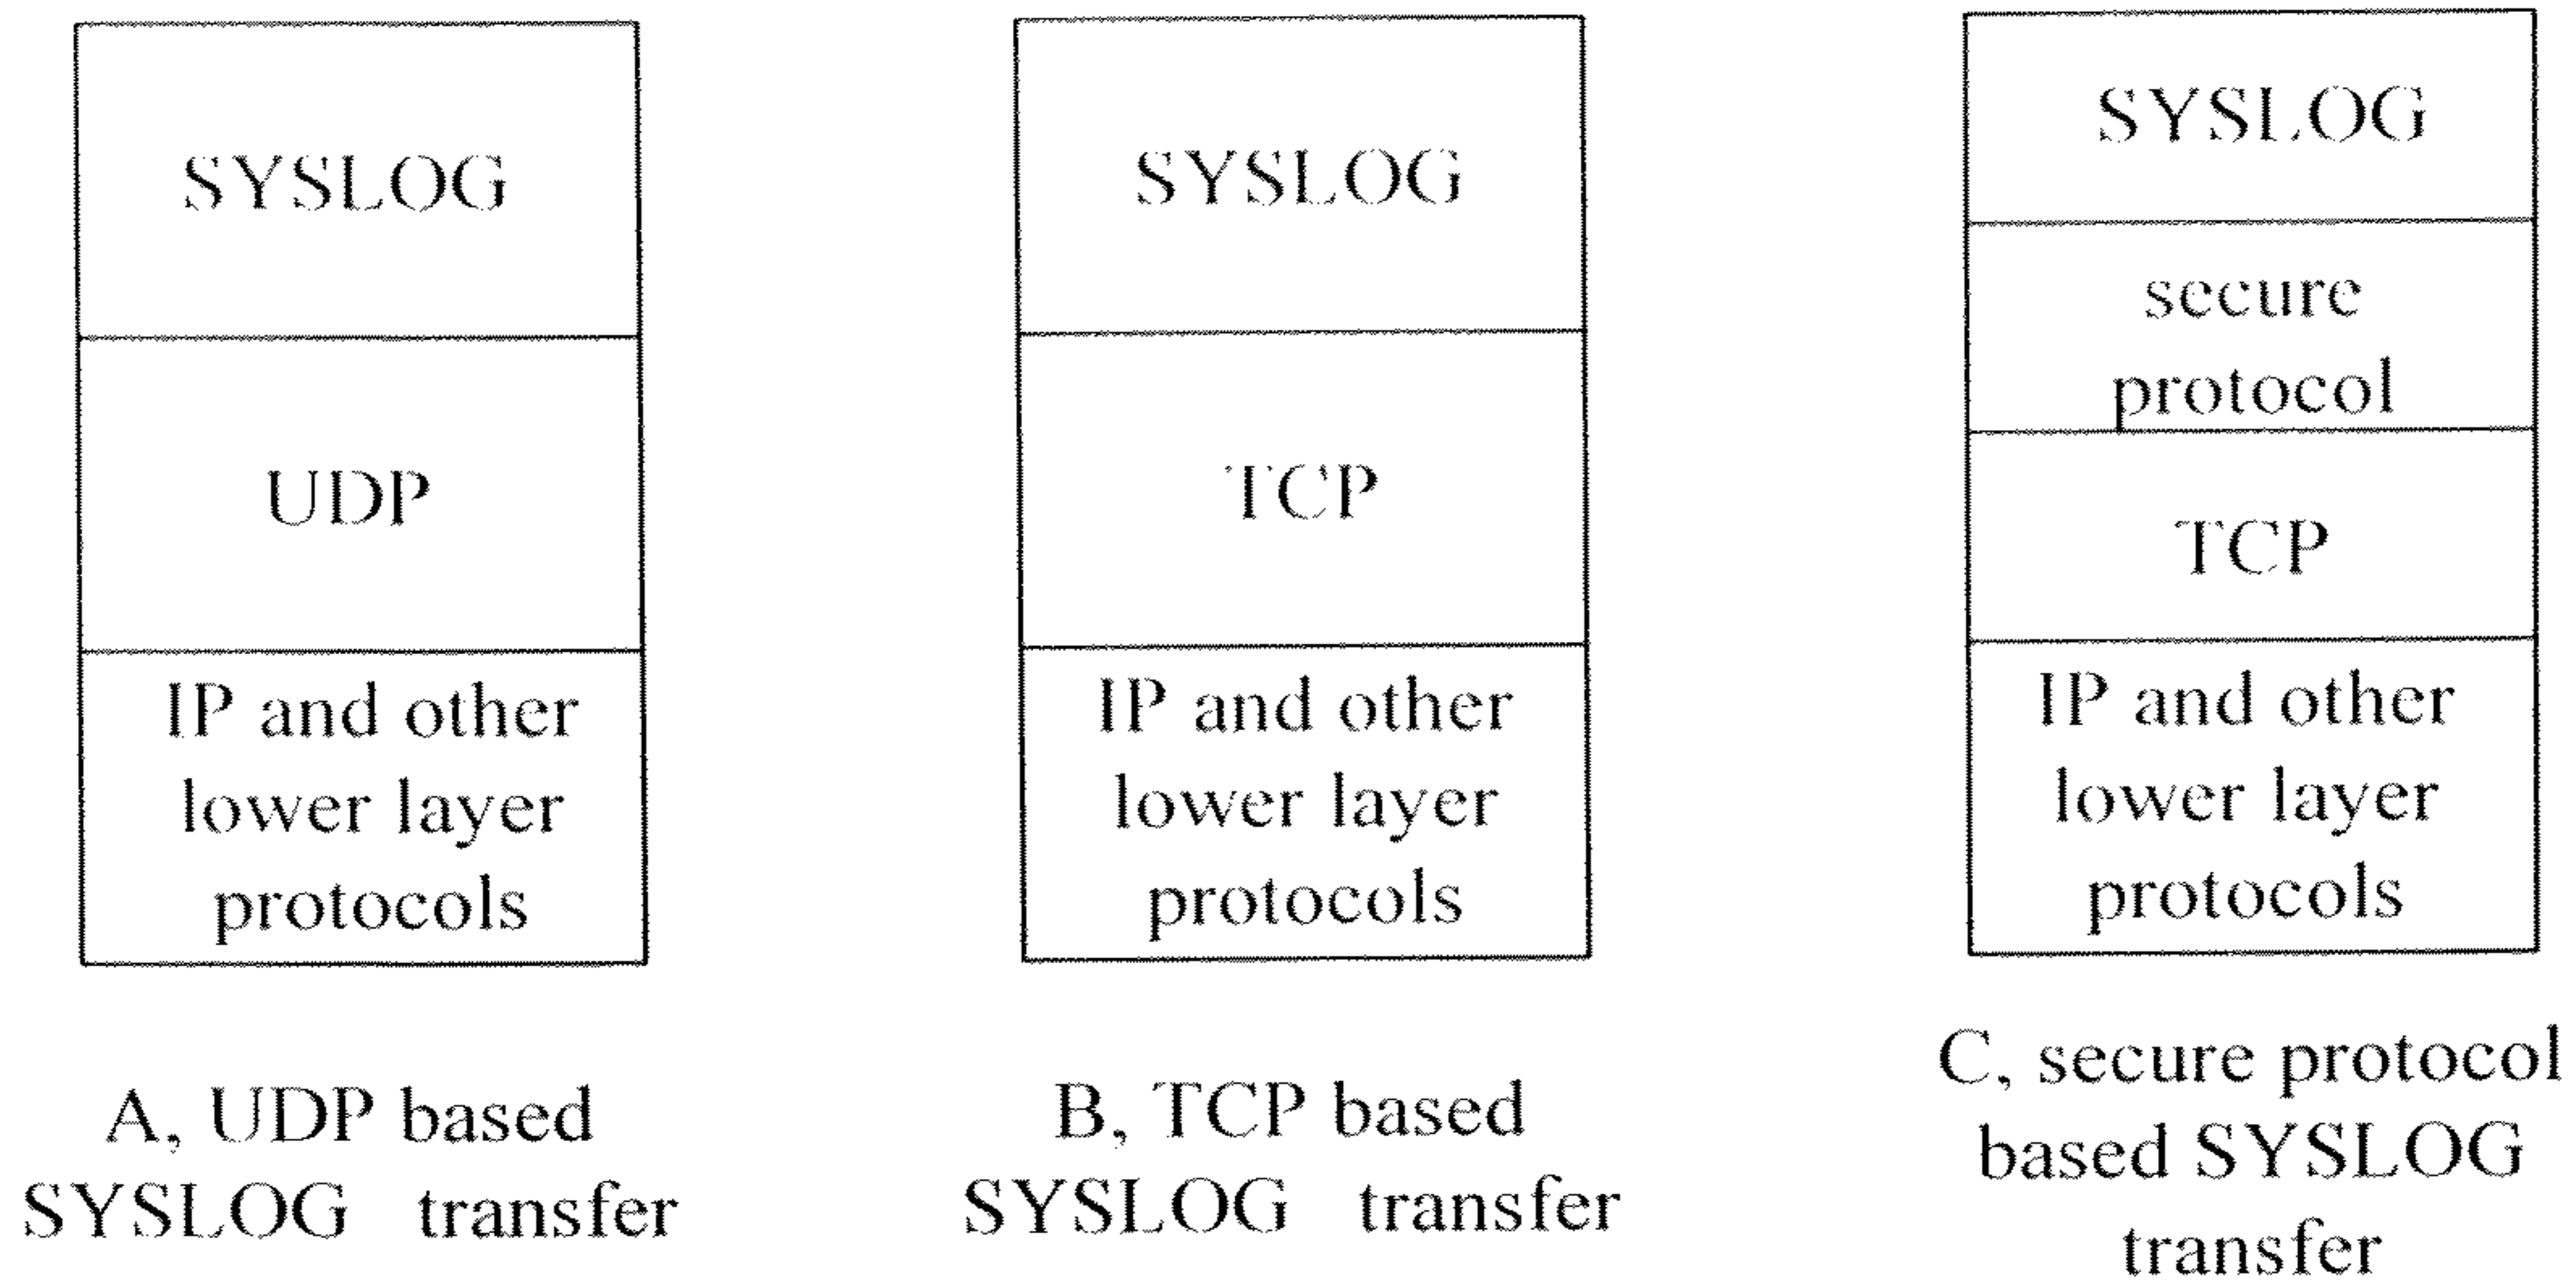 SYSLOG
UDP
IP and other
lower layer
protocols
A, UDP based
SYSLOG transfer
SYSLOG
TCP
IP and other
lower layer
protocols
B, TCP based
SYSLOG transfer
SYSLOG
secure
protocol
TCP
IP and other
lower layer
protocols
C, secure protocol
based SYSLOG
transfer